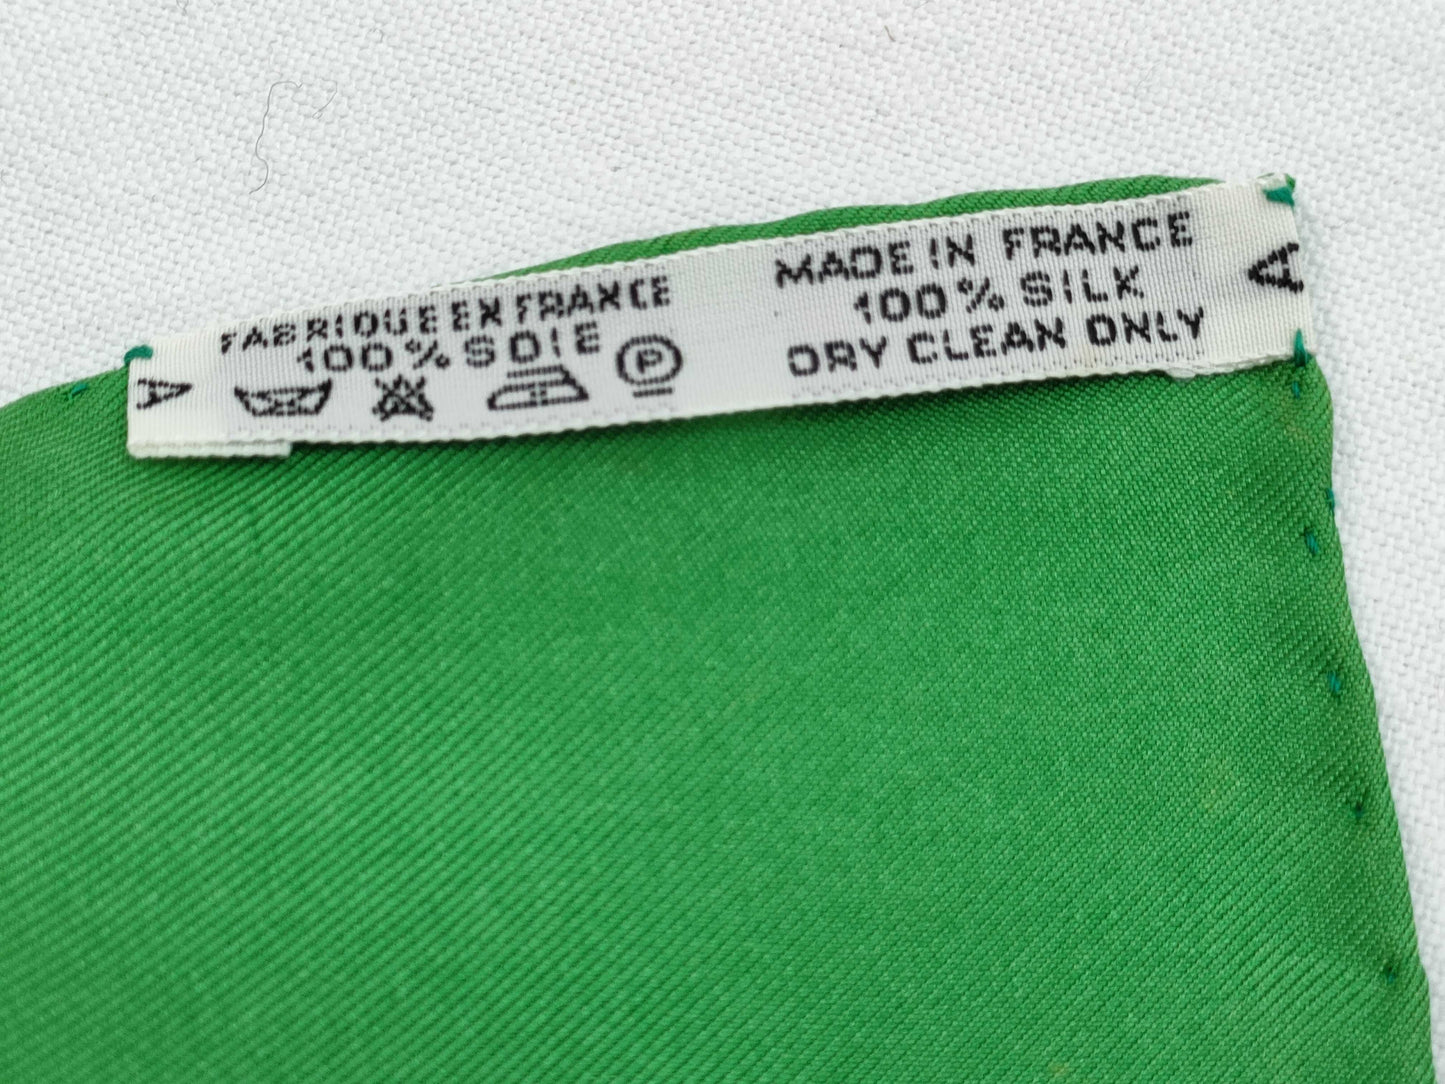 FABRIQUE EN FRANCE
100% SOIE
P
A
MADE IN FRANCE
100% SILK
DRY CLEAN ONLY
A